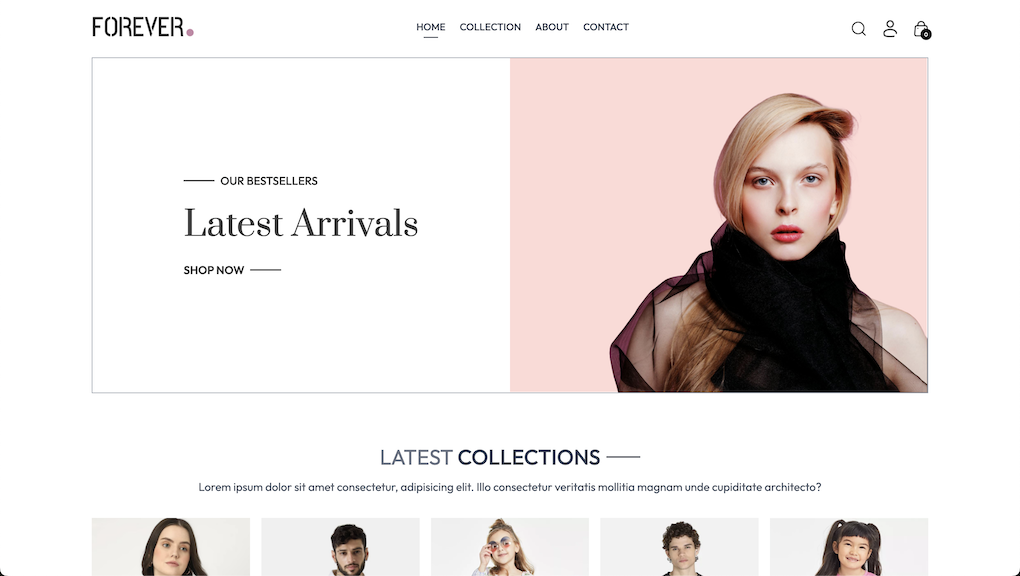 FOREVER.
HOME COLLECTION ABOUT CONTACT
0
OUR BESTSELLERS
Latest Arrivals
SHOP NOW
LATEST COLLECTIONS
Lorem ipsum dolor sit amet consectetur, adipisicing elit. Illo consectetur veritatis mollitia magnam unde cupiditate architecto?